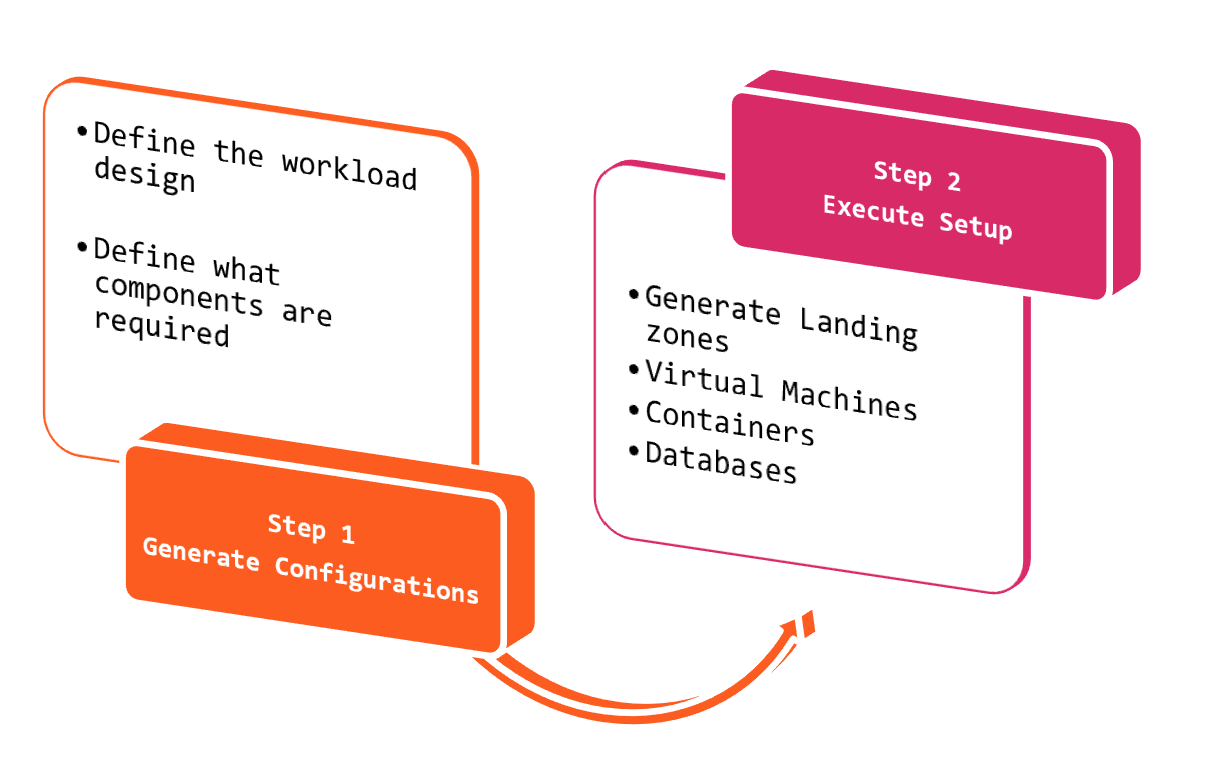 •Define the workload
design
•Define what
components are
required
Step 1
Generate Configurations
Step 2
Execute Setup
•Generate Landing
zones
•Virtual Machines
•Containers
•Databases